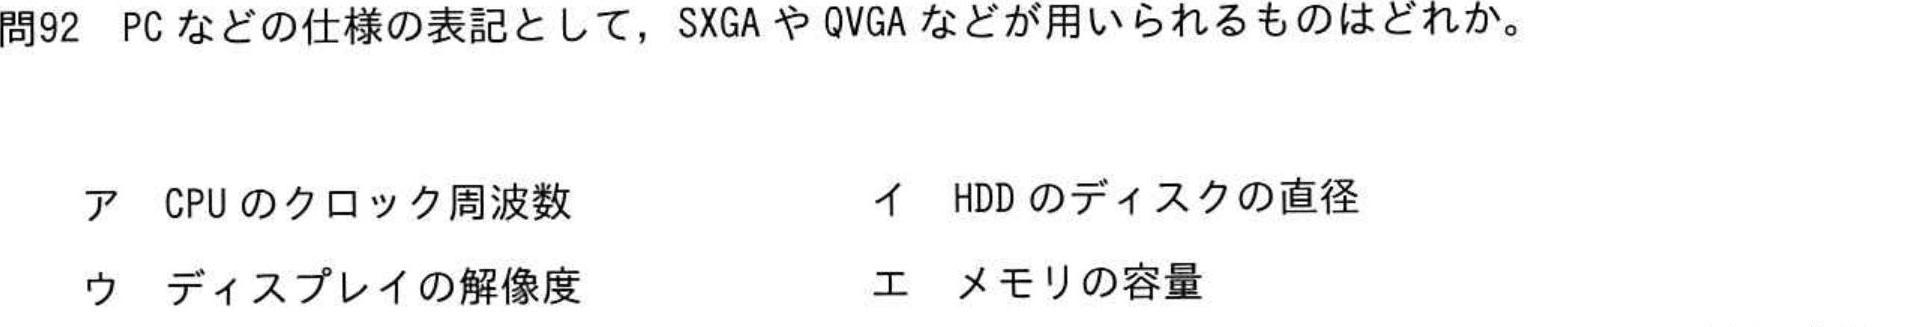 問92 PCなどの仕様の表記として，SXGAやQVGAなどが用いられるものはどれか。
ア CPUのクロック周波数 イ HDDのディスクの直径
ウ ディスプレイの解像度 エ メモリの容量